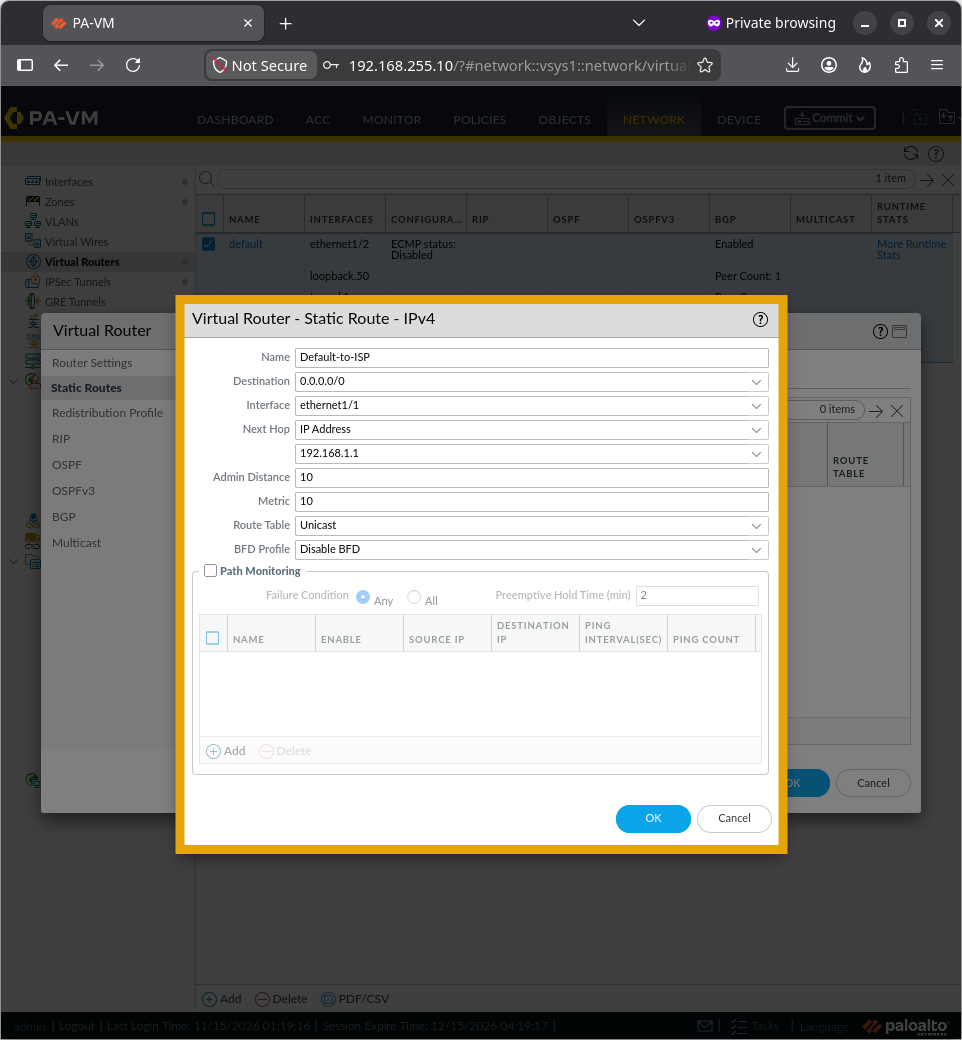 PA-VM
Private browsing
Not Secure
192.168.255.10/?#network::vsys1::network/virtua
PA-VM
DASHBOARD ACC MONITOR POLICIES OBJECTS NETWORK DEVICE
Commit
1 item
Interfaces
Zones
VLANs
Virtual Wires
Virtual Routers
IPSec Tunnels
GRE Tunnels
NAME INTERFACES CONFIGURA... RIP OSPF OSPFV3 BGP MULTICAST RUNTIME STATS
default ethernet1/2 ECMP status: Disabled Enabled More Runtime Stats
loopback.50 Peer Count: 1
Virtual Router
Router Settings
Static Routes
Redistribution Profile
RIP
OSPF
OSPFv3
BGP
Multicast
0 items
ROUTE TABLE
OK Cancel
Virtual Router - Static Route - IPv4
Name Default-to-ISP
Destination 0.0.0.0/0
Interface ethernet1/1
Next Hop IP Address
192.168.1.1
Admin Distance 10
Metric 10
Route Table Unicast
BFD Profile Disable BFD
Path Monitoring
Failure Condition Any All Preemptive Hold Time (min) 2
NAME ENABLE SOURCE IP DESTINATION IP PING INTERVAL(SEC) PING COUNT
Add Delete
OK Cancel
Add Delete PDF/CSV
admin | Logout | Last Login Time: 11/15/2026 01:19:16 | Session Expire Time: 12/15/2026 04:19:17 |
Tasks | Language
paloalto
NETWORKS